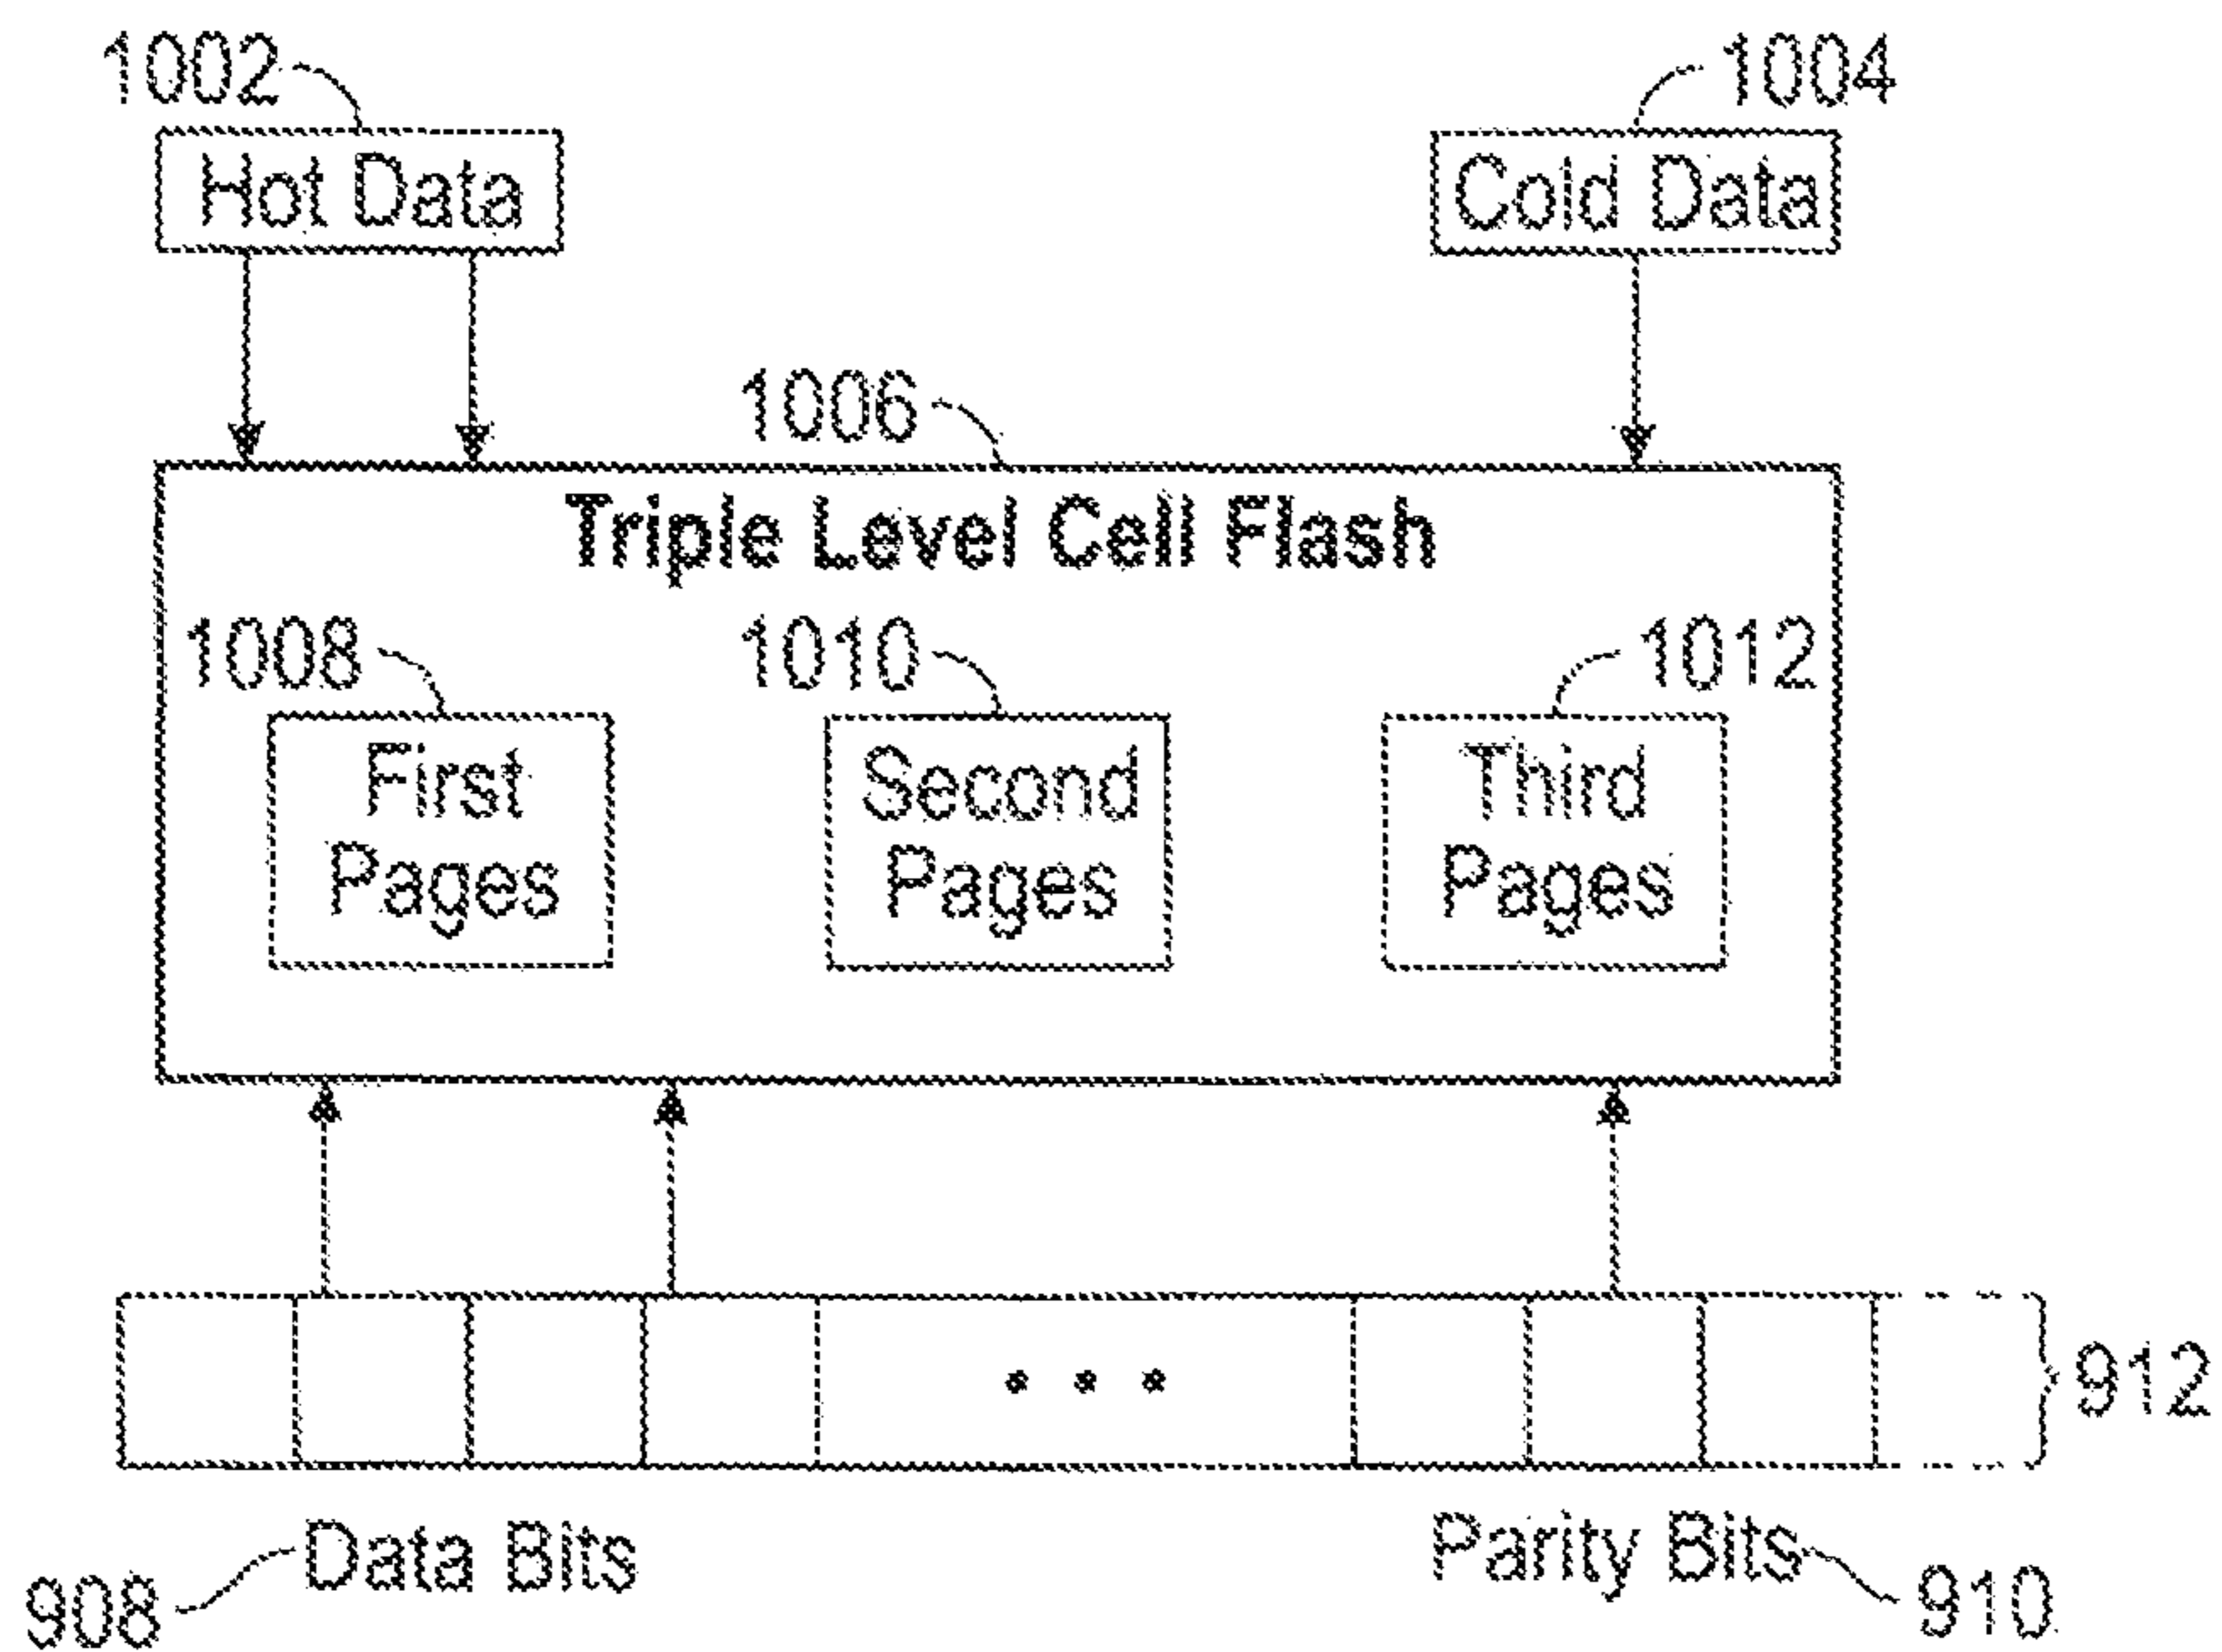 1002
1004
Hot Data
Cold Data
1006
Triple Level Cell Flash
1008
1010
1012
First
Pages
Second
Pages
Third
Pages
912
Data Bits
Parity Bits
908
910